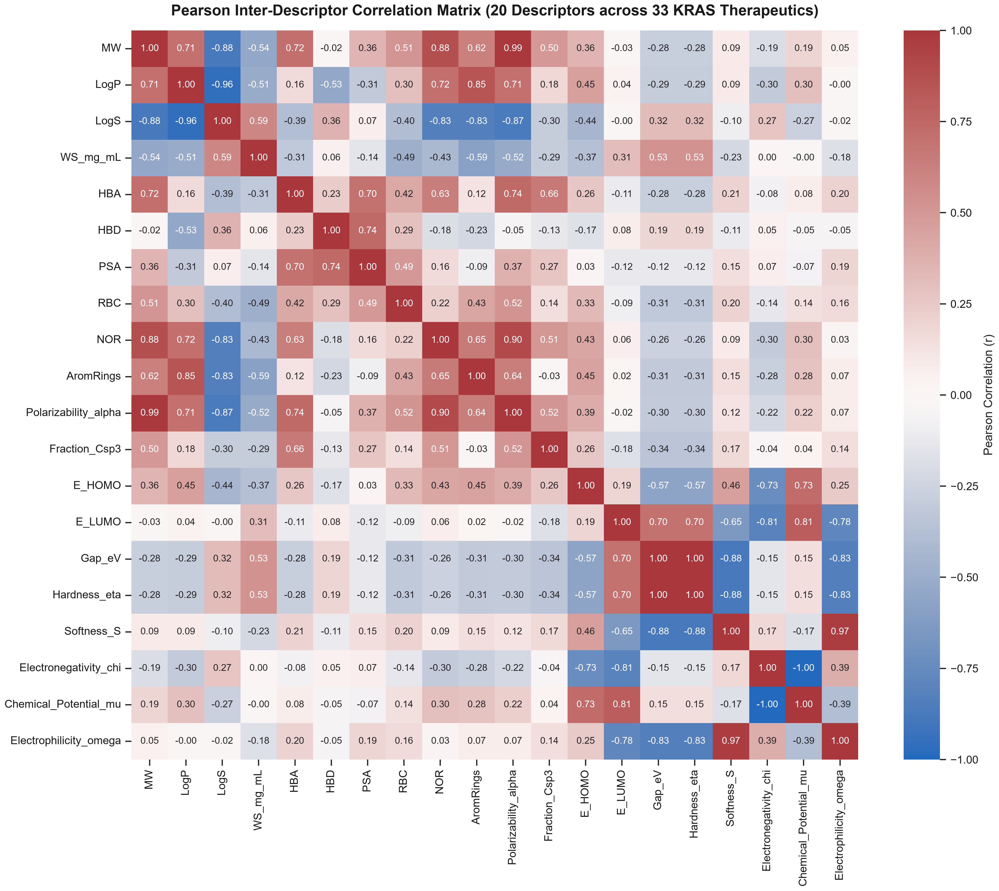 Pearson Inter-Descriptor Correlation Matrix (20 Descriptors across 33 KRAS Therapeutics)
MW 1.00 0.71 -0.88 -0.54 0.72 -0.02 0.36 0.51 0.88 0.62 0.99 0.50 0.36 -0.03 -0.28 -0.28 0.09 -0.19 0.19 0.05
LogP 0.71 1.00 -0.96 -0.51 0.16 -0.53 -0.31 0.30 0.72 0.85 0.71 0.18 0.45 0.04 -0.29 -0.29 0.09 -0.30 0.30 -0.00
LogS -0.88 -0.96 1.00 0.59 -0.39 0.36 0.07 -0.40 -0.83 -0.83 -0.87 -0.30 -0.44 -0.00 0.32 0.32 -0.10 0.27 -0.27 -0.02
WS_mg_mL -0.54 -0.51 0.59 1.00 -0.31 0.06 -0.14 -0.49 -0.43 -0.59 -0.52 -0.29 -0.37 0.31 0.53 0.53 -0.23 0.00 -0.00 -0.18
HBA 0.72 0.16 -0.39 -0.31 1.00 0.23 0.70 0.42 0.63 0.12 0.74 0.66 0.26 -0.11 -0.28 -0.28 0.21 -0.08 0.08 0.20
HBD -0.02 -0.53 0.36 0.06 0.23 1.00 0.74 0.29 -0.18 -0.23 -0.05 -0.13 -0.17 0.08 0.19 0.19 -0.11 0.05 -0.05 -0.05
PSA 0.36 -0.31 0.07 -0.14 0.70 0.74 1.00 0.49 0.16 -0.09 0.37 0.27 0.03 -0.12 -0.12 -0.12 0.15 0.07 -0.07 0.19
RBC 0.51 0.30 -0.40 -0.49 0.42 0.29 0.49 1.00 0.22 0.43 0.52 0.14 0.33 -0.09 -0.31 -0.31 0.20 -0.14 0.14 0.16
NOR 0.88 0.72 -0.83 -0.43 0.63 -0.18 0.16 0.22 1.00 0.65 0.90 0.51 0.43 0.06 -0.26 -0.26 0.09 -0.30 0.30 0.03
AromRings 0.62 0.85 -0.83 -0.59 0.12 -0.23 -0.09 0.43 0.65 1.00 0.64 -0.03 0.45 0.02 -0.31 -0.31 0.15 -0.28 0.28 0.07
Polarizability_alpha 0.99 0.71 -0.87 -0.52 0.74 -0.05 0.37 0.52 0.90 0.64 1.00 0.52 0.39 -0.02 -0.30 -0.30 0.12 -0.22 0.22 0.07
Fraction_Csp3 0.50 0.18 -0.30 -0.29 0.66 -0.13 0.27 0.14 0.51 -0.03 0.52 1.00 0.26 -0.18 -0.34 -0.34 0.17 -0.04 0.04 0.14
E_HOMO 0.36 0.45 -0.44 -0.37 0.26 -0.17 0.03 0.33 0.43 0.45 0.39 0.26 1.00 0.19 -0.57 -0.57 0.46 -0.73 0.73 0.25
E_LUMO -0.03 0.04 -0.00 0.31 -0.11 0.08 -0.12 -0.09 0.06 0.02 -0.02 -0.18 0.19 1.00 0.70 0.70 -0.65 -0.81 0.81 -0.78
Gap_eV -0.28 -0.29 0.32 0.53 -0.28 0.19 -0.12 -0.31 -0.26 -0.31 -0.30 -0.34 -0.57 0.70 1.00 1.00 -0.88 -0.15 0.15 -0.83
Hardness_eta -0.28 -0.29 0.32 0.53 -0.28 0.19 -0.12 -0.31 -0.26 -0.31 -0.30 -0.34 -0.57 0.70 1.00 1.00 -0.88 -0.15 0.15 -0.83
Softness_S 0.09 0.09 -0.10 -0.23 0.21 -0.11 0.15 0.20 0.09 0.15 0.12 0.17 0.46 -0.65 -0.88 -0.88 1.00 0.17 -0.17 0.97
Electronegativity_chi -0.19 -0.30 0.27 0.00 -0.08 0.05 0.07 -0.14 -0.30 -0.28 -0.22 -0.04 -0.73 -0.81 -0.15 -0.15 0.17 1.00 -1.00 0.39
Chemical_Potential_mu 0.19 0.30 -0.27 -0.00 0.08 -0.05 -0.07 0.14 0.30 0.28 0.22 0.04 0.73 0.81 0.15 0.15 -0.17 -1.00 1.00 -0.39
Electrophilicity_omega 0.05 -0.00 -0.02 -0.18 0.20 -0.05 0.19 0.16 0.03 0.07 0.07 0.14 0.25 -0.78 -0.83 -0.83 0.97 0.39 -0.39 1.00
MW
LogP
LogS
WS_mg_mL
HBA
HBD
PSA
RBC
NOR
AromRings
Polarizability_alpha
Fraction_Csp3
E_HOMO
E_LUMO
Gap_eV
Hardness_eta
Softness_S
Electronegativity_chi
Chemical_Potential_mu
Electrophilicity_omega
1.00
0.75
0.50
0.25
0.00
−0.25
−0.50
−0.75
−1.00
Pearson Correlation (r)